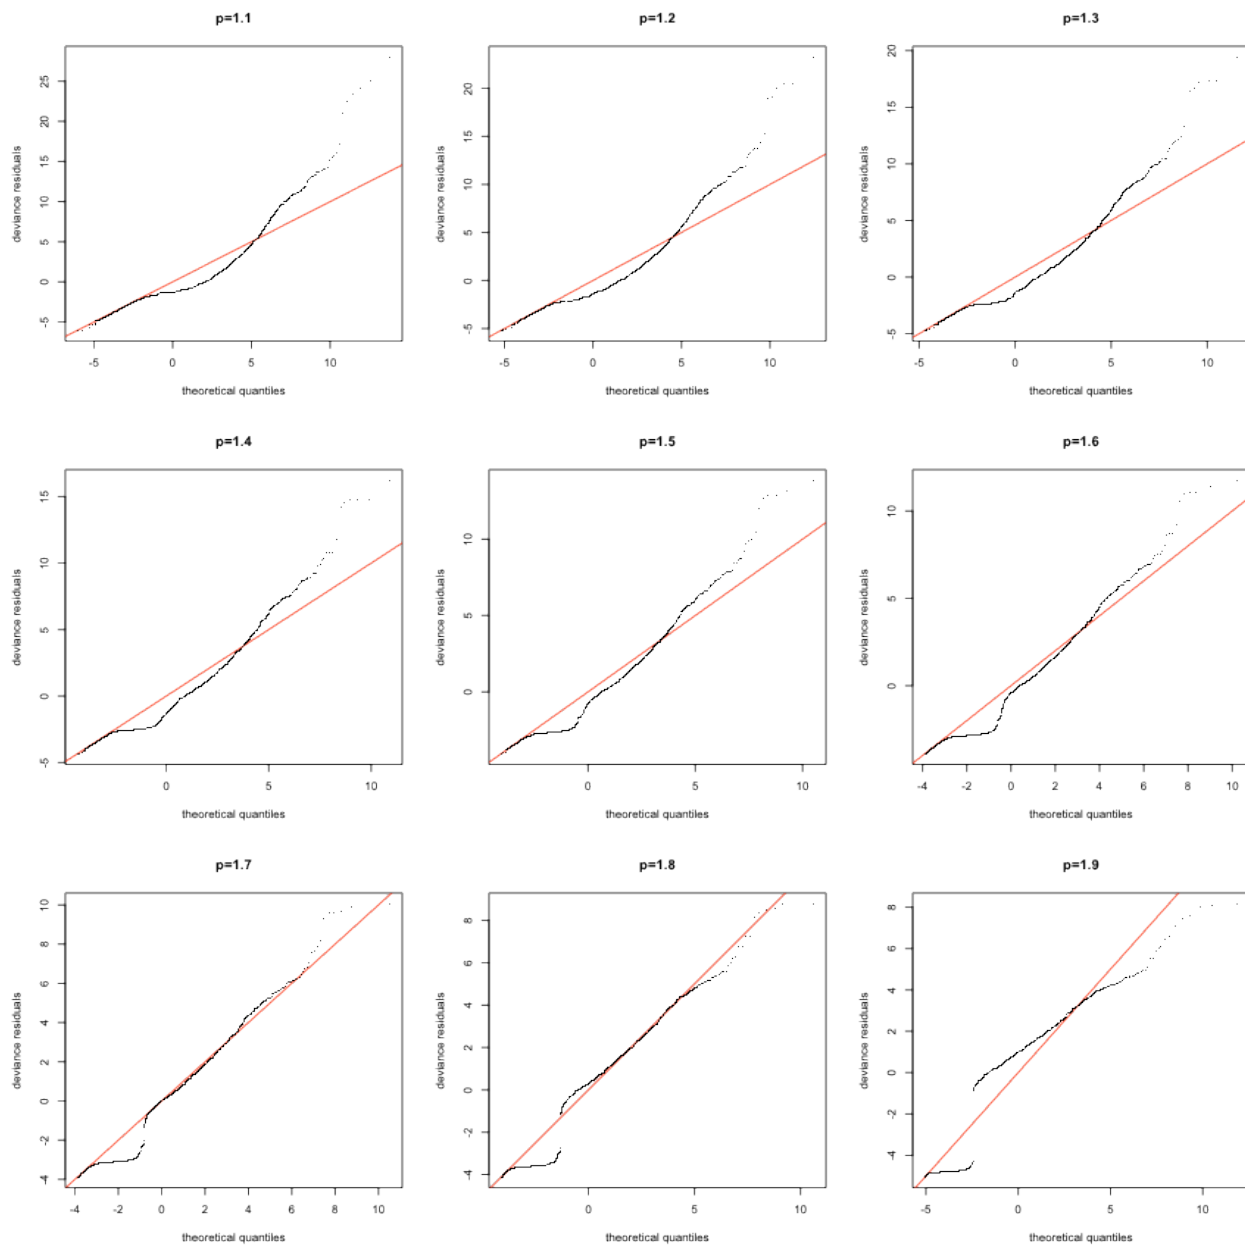 p=1.1 p=1.2 p=1.3
25 20 15 10 5 0 -5
20 15 10 5 0 -5
20 15 10 5 0 -5
deviance residuals deviance residuals deviance residuals
-5 0 5 10 -5 0 5 10 -5 0 5 10
theoretical quantiles theoretical quantiles theoretical quantiles
p=1.4 p=1.5 p=1.6
15 10 5 0 -5
10 5 0
10 5 0
deviance residuals deviance residuals deviance residuals
0 5 10 0 5 10 -4 -2 0 2 4 6 8 10
theoretical quantiles theoretical quantiles theoretical quantiles
p=1.7 p=1.8 p=1.9
10 8 6 4 2 0 -2 -4
8 6 4 2 0 -2 -4
8 6 4 2 0 -2 -4
deviance residuals deviance residuals deviance residuals
-4 -2 0 2 4 6 8 10 0 5 10 -5 0 5 10
theoretical quantiles theoretical quantiles theoretical quantiles